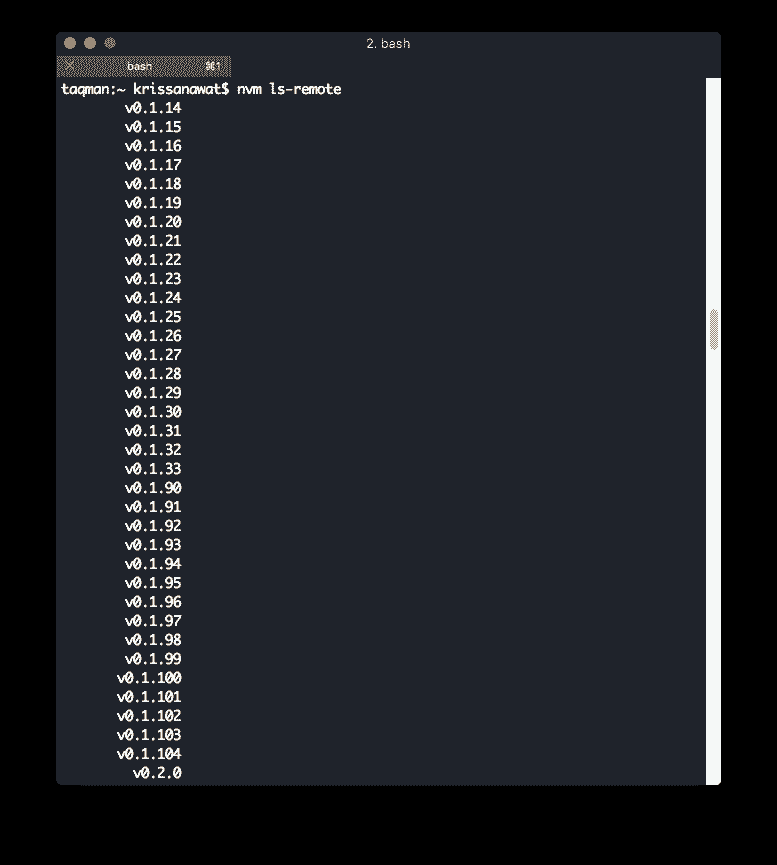 2. bash
bash ⌘1
taqman:~ krissanawat$ nvm ls-remote
v0.1.14
v0.1.15
v0.1.16
v0.1.17
v0.1.18
v0.1.19
v0.1.20
v0.1.21
v0.1.22
v0.1.23
v0.1.24
v0.1.25
v0.1.26
v0.1.27
v0.1.28
v0.1.29
v0.1.30
v0.1.31
v0.1.32
v0.1.33
v0.1.90
v0.1.91
v0.1.92
v0.1.93
v0.1.94
v0.1.95
v0.1.96
v0.1.97
v0.1.98
v0.1.99
v0.1.100
v0.1.101
v0.1.102
v0.1.103
v0.1.104
v0.2.0